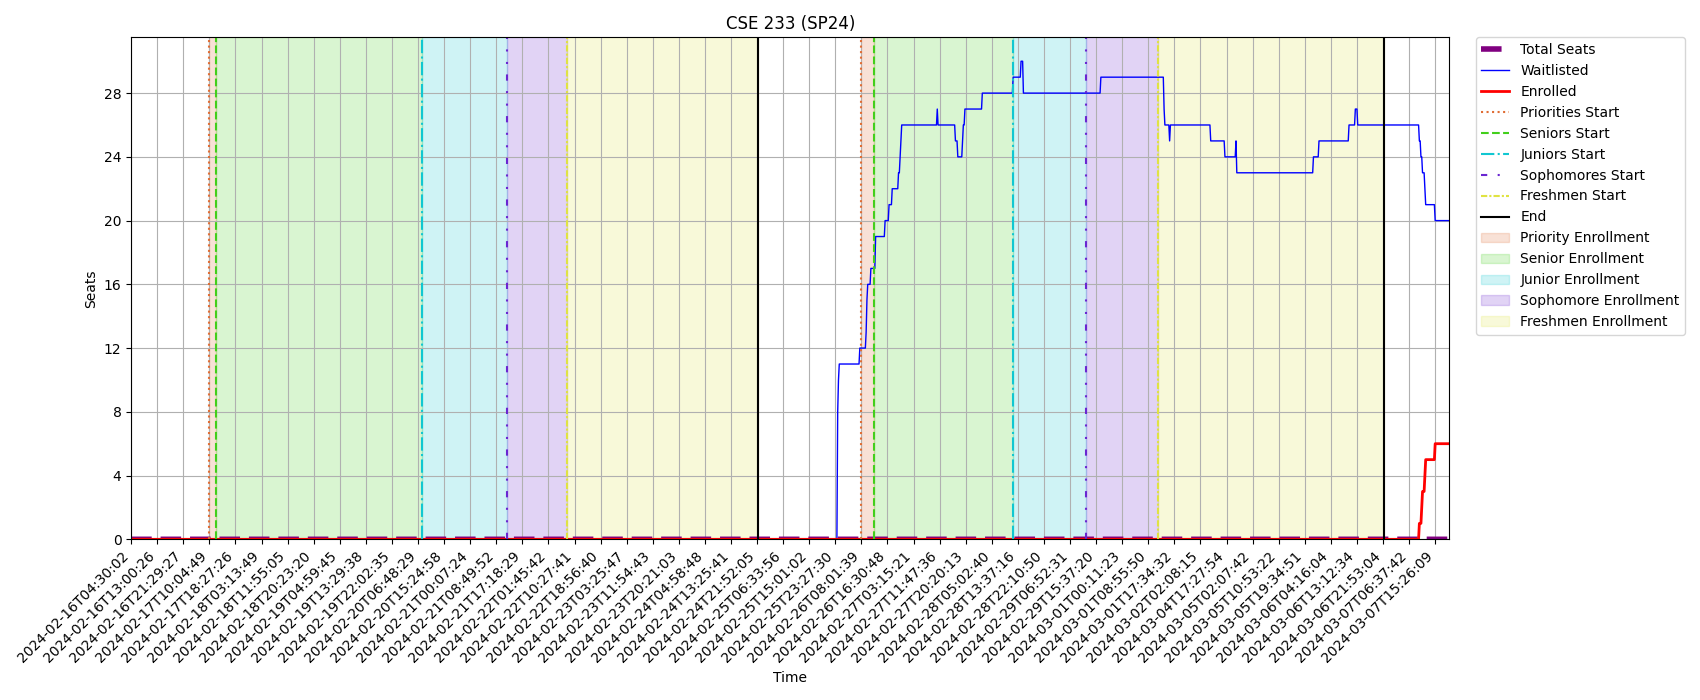 CSE 233 (SP24)
Seats
28
24
20
16
12
8
4
0
2024-02-16T04:30:02
2024-02-16T13:00:26
2024-02-16T21:29:27
2024-02-17T10:04:49
2024-02-17T18:27:26
2024-02-18T03:13:49
2024-02-18T11:55:05
2024-02-18T20:23:20
2024-02-19T04:59:45
2024-02-19T13:29:38
2024-02-19T22:02:35
2024-02-20T06:48:29
2024-02-20T15:24:58
2024-02-21T00:07:24
2024-02-21T08:49:52
2024-02-21T17:18:29
2024-02-22T01:45:42
2024-02-22T10:27:41
2024-02-22T18:56:40
2024-02-23T03:25:47
2024-02-23T11:54:43
2024-02-23T20:21:03
2024-02-24T04:58:48
2024-02-24T13:25:41
2024-02-24T21:52:05
2024-02-25T06:33:56
2024-02-25T15:01:02
2024-02-25T23:27:30
2024-02-26T08:01:39
2024-02-26T16:30:48
2024-02-27T03:15:21
2024-02-27T11:47:36
2024-02-27T20:20:13
2024-02-28T05:02:40
2024-02-28T13:37:16
2024-02-28T22:10:50
2024-02-29T06:52:31
2024-02-29T15:37:20
2024-03-01T00:11:23
2024-03-01T08:55:50
2024-03-01T17:34:32
2024-03-02T02:08:15
2024-03-04T17:27:54
2024-03-05T02:07:42
2024-03-05T10:53:22
2024-03-05T19:34:51
2024-03-06T04:16:04
2024-03-06T13:12:34
2024-03-06T21:53:04
2024-03-07T06:37:42
2024-03-07T15:26:09
Time
Total Seats
Waitlisted
Enrolled
Priorities Start
Seniors Start
Juniors Start
Sophomores Start
Freshmen Start
End
Priority Enrollment
Senior Enrollment
Junior Enrollment
Sophomore Enrollment
Freshmen Enrollment